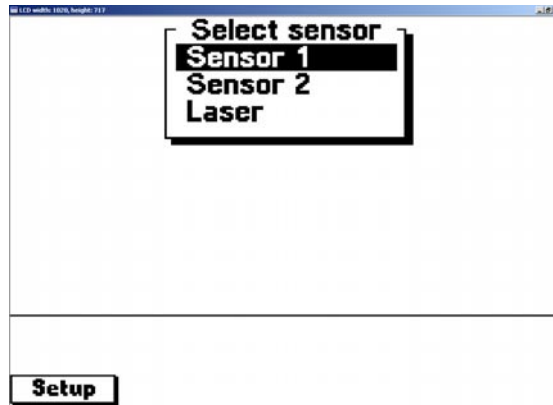 LCD width: 1020, height: 717
Select sensor
Sensor 1
Sensor 2
Laser
Setup